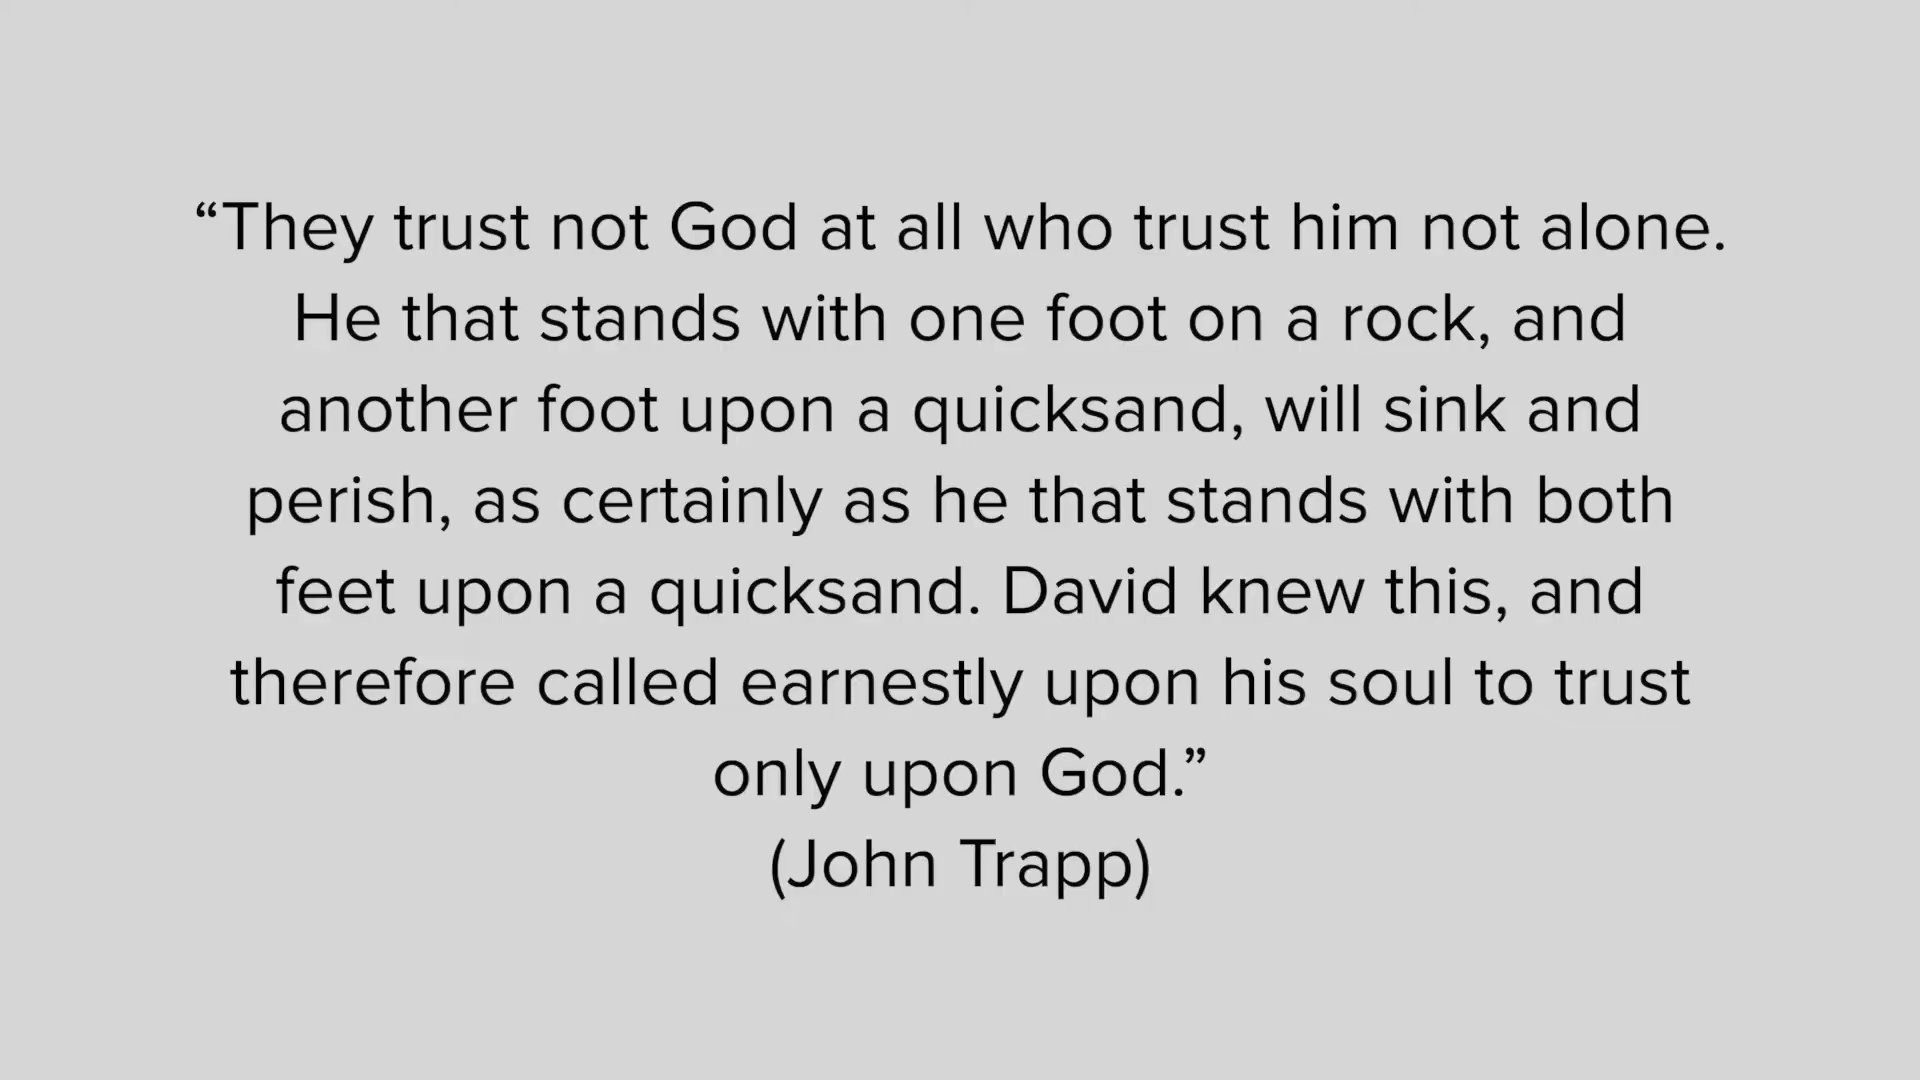 “They trust not God at all who trust him not alone.
He that stands with one foot on a rock, and
another foot upon a quicksand, will sink and
perish, as certainly as he that stands with both
feet upon a quicksand. David knew this, and
therefore called earnestly upon his soul to trust
only upon God.”
(John Trapp)